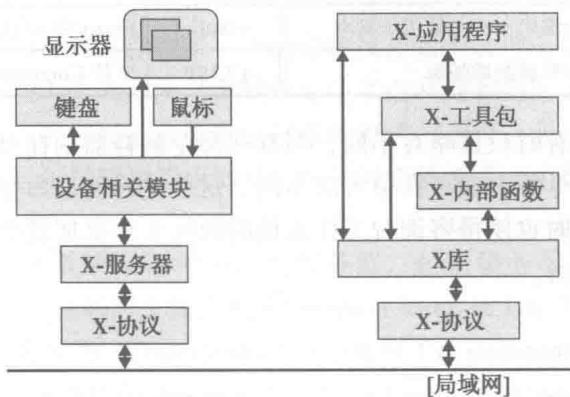 显示器
键盘
鼠标
设备相关模块
X-服务器
X-协议
X-应用程序
X-工具包
X-内部函数
X库
X-协议
[局域网]